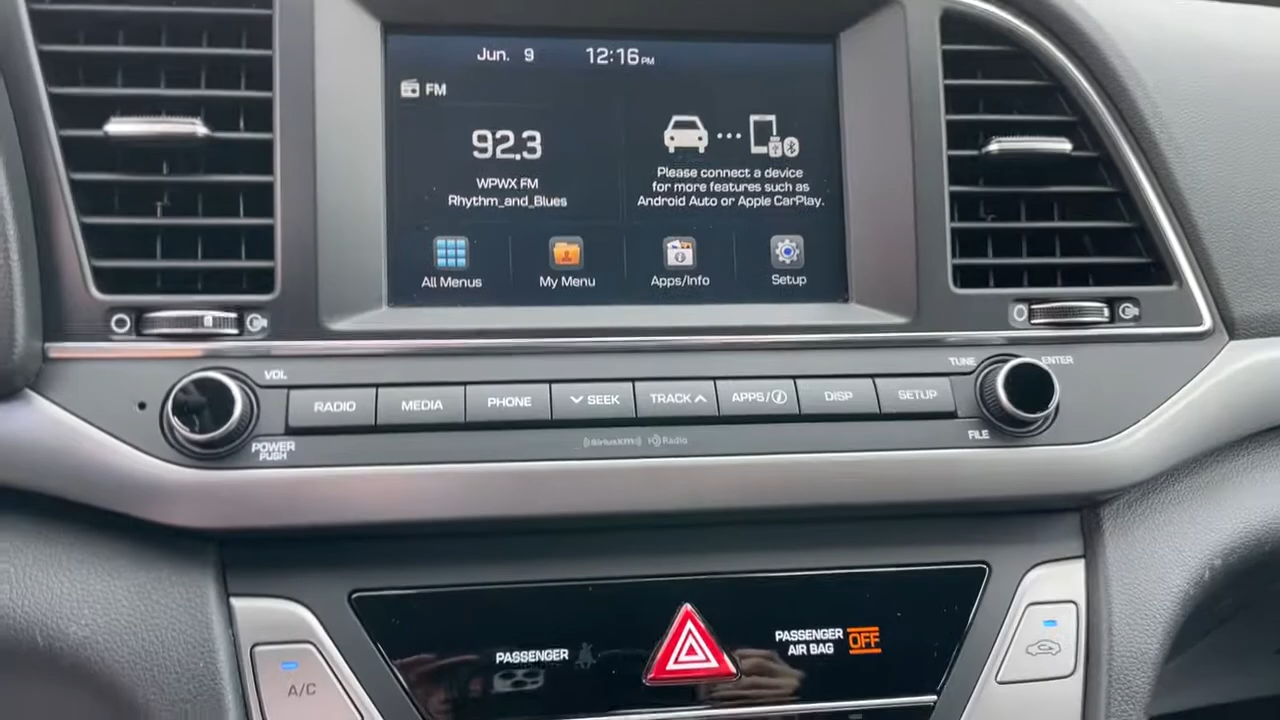 Jun. 9 12:16 PM
FM
92.3
WPWX FM
Rhythm_and_Blues
Please connect a device
for more features such as
Android Auto or Apple CarPlay.
All Menus My Menu Apps/Info Setup
VOL TUNE ENTER
RADIO MEDIA PHONE SEEK TRACK APPS/i DISP SETUP
POWER
PUSH
FILE
((SiriusXM)) HD Radio
PASSENGER
PASSENGER
AIR BAG OFF
A/C